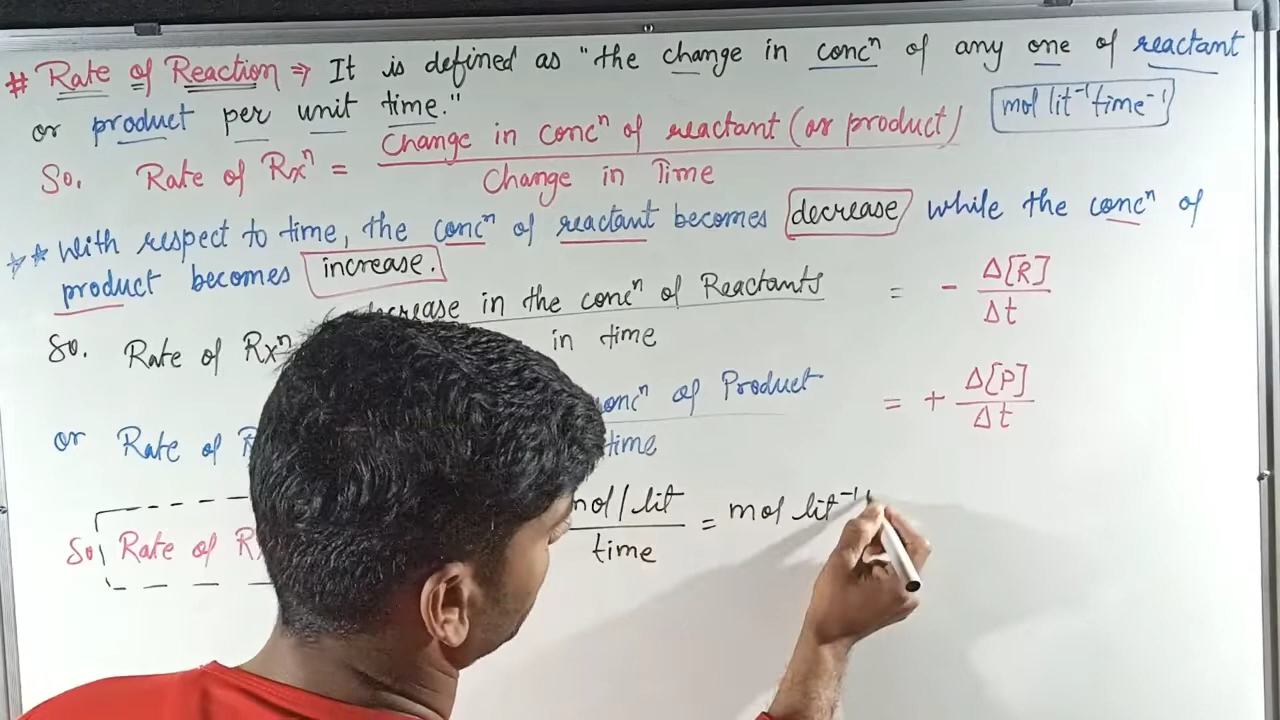 # Rate of Reaction ⇒ It is defined as "the change in concⁿ of any one of reactant
or product per unit time."
mol lit⁻¹ time⁻¹
So. Rate of Rxⁿ = Change in concⁿ of reactant (or product)
Change in Time
** With respect to time, the concⁿ of reactant becomes decrease while the concⁿ of
product becomes increase.
So. Rate of Rxⁿ in the concⁿ of Reactants = - Δ[R]
in time Δt
or Rate of concⁿ of Product = + Δ[P]
time Δt
So, Rate of mol/lit = mol lit⁻¹
time